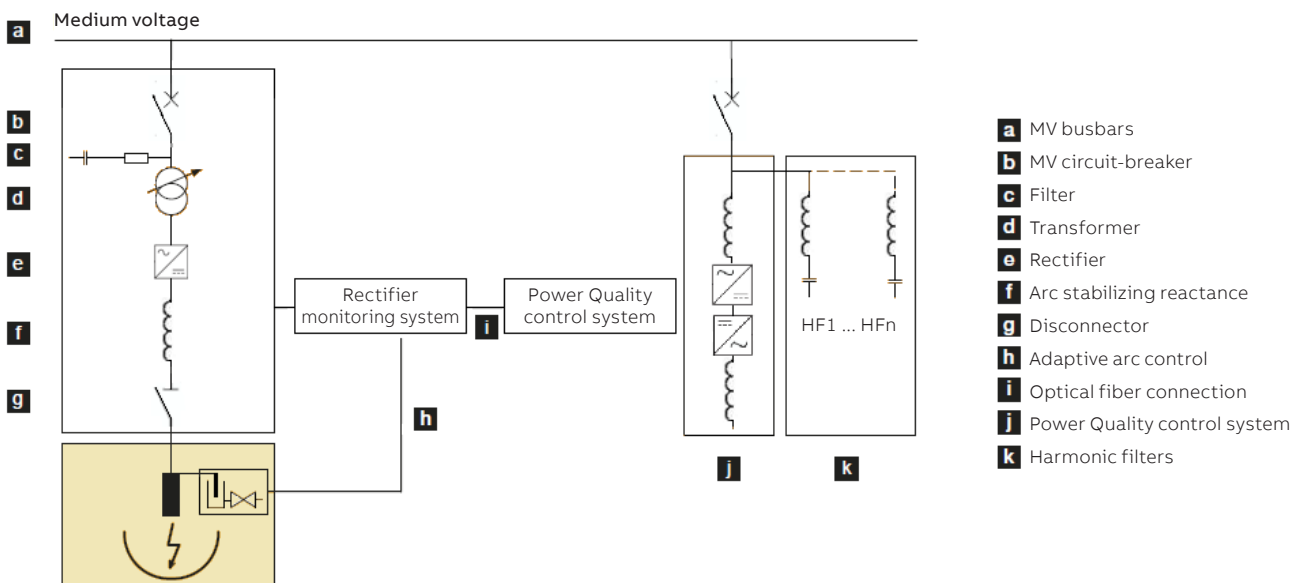 Medium voltage
a
b
c
d
e
f
g
Rectifier
monitoring system
i
Power Quality
control system
h
HF1 ... HFn
j
k
a MV busbars
b MV circuit-breaker
c Filter
d Transformer
e Rectifier
f Arc stabilizing reactance
g Disconnector
h Adaptive arc control
i Optical fiber connection
j Power Quality control system
k Harmonic filters